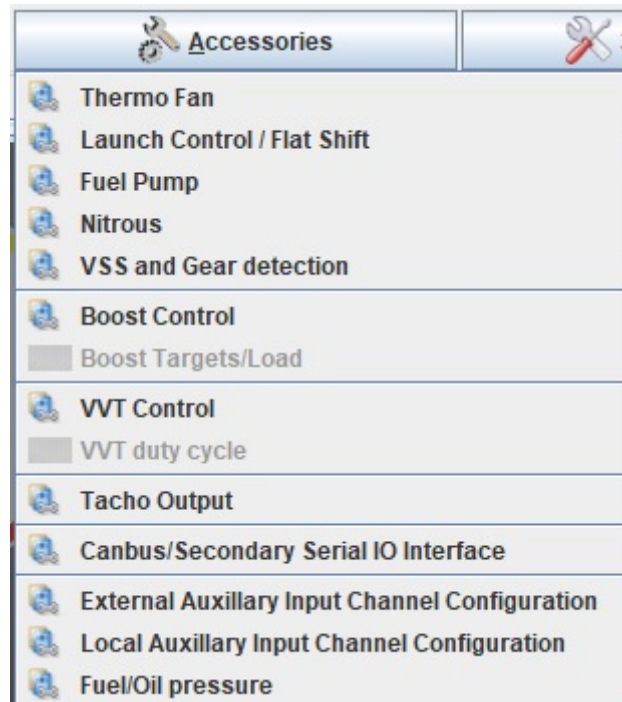 Accessories
Thermo Fan
Launch Control / Flat Shift
Fuel Pump
Nitrous
VSS and Gear detection
Boost Control
Boost Targets/Load
VVT Control
VVT duty cycle
Tacho Output
Canbus/Secondary Serial IO Interface
External Auxillary Input Channel Configuration
Local Auxillary Input Channel Configuration
Fuel/Oil pressure